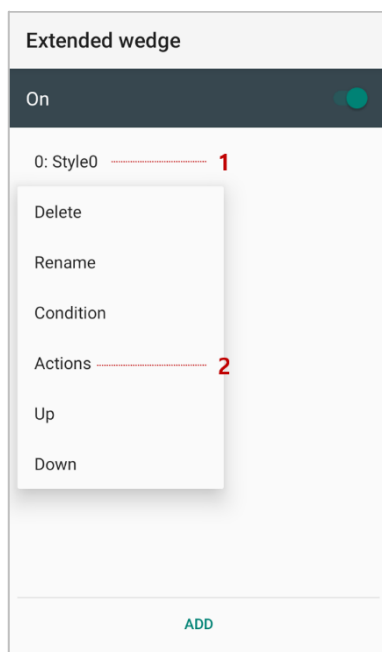 Extended wedge
On
0: Style0 1
Delete
Rename
Condition
Actions 2
Up
Down
ADD